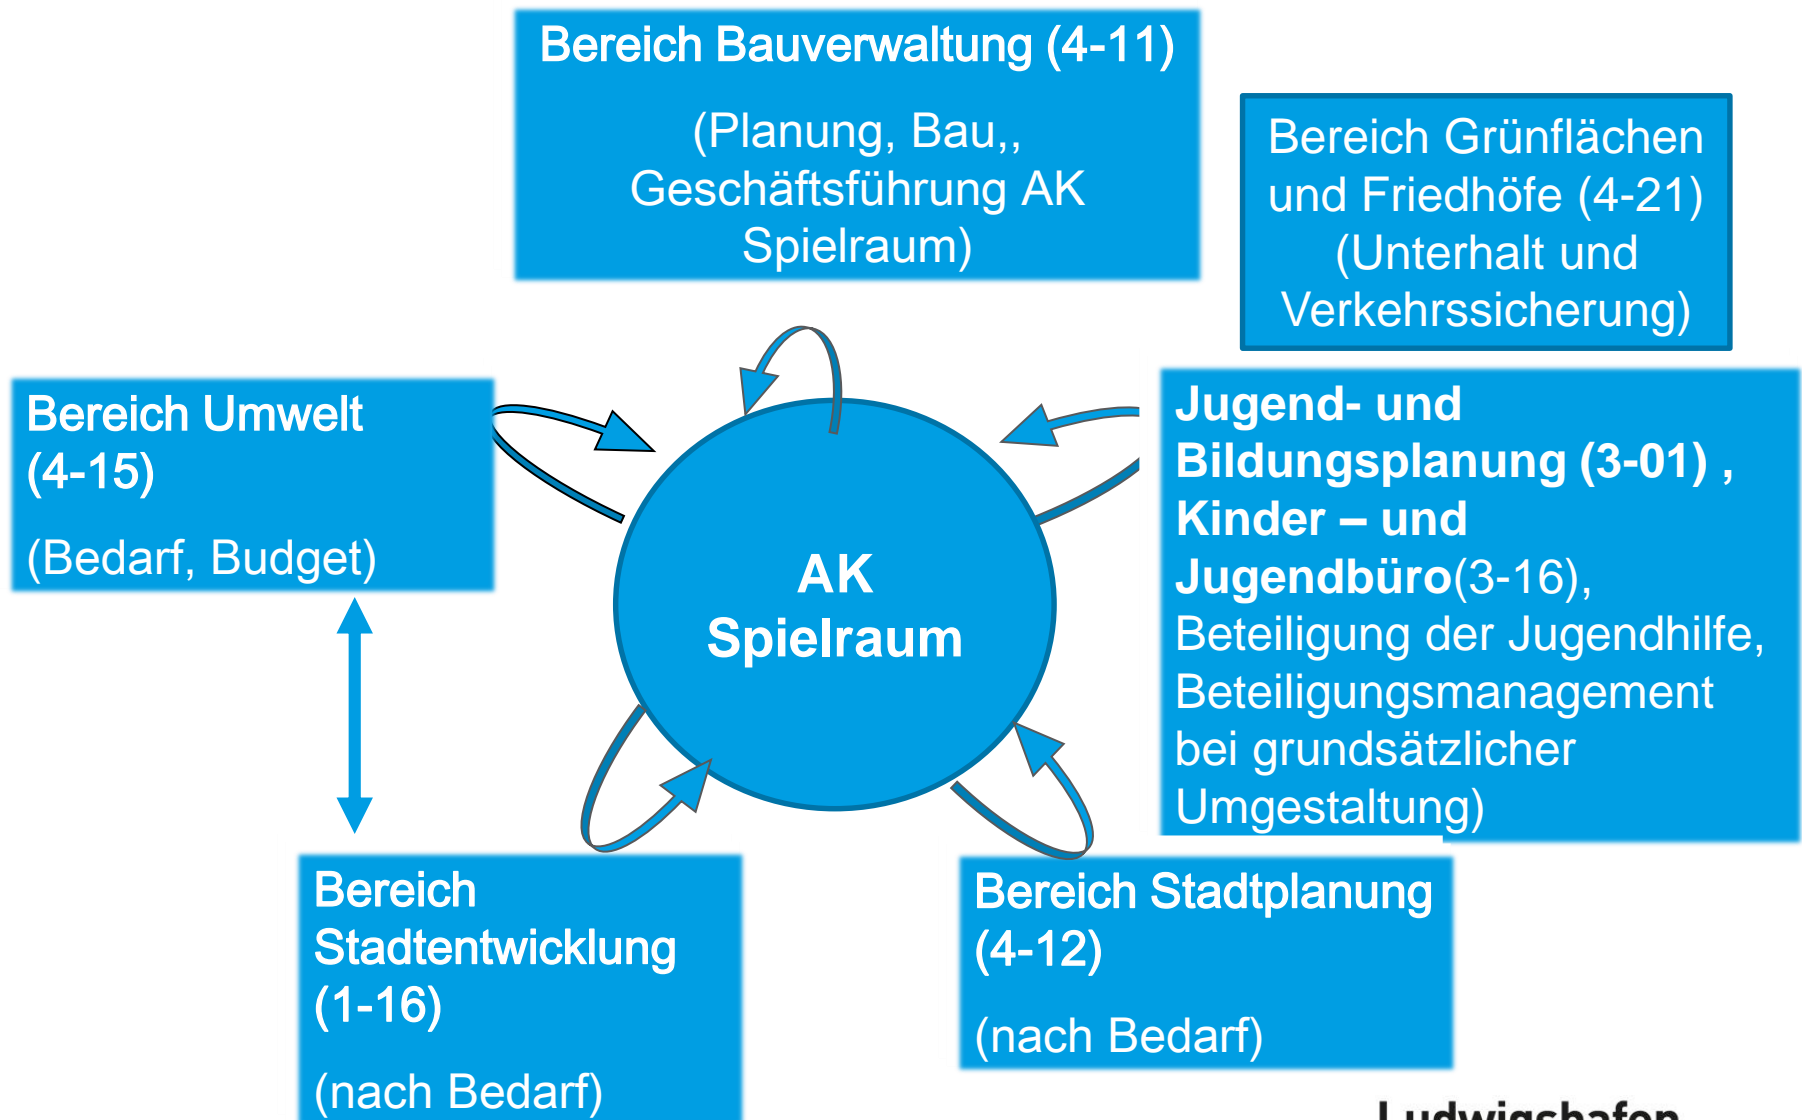 Bereich Bauverwaltung (4-11)
(Planung, Bau,,
Geschäftsführung AK
Spielraum)
Bereich Grünflächen
und Friedhöfe (4-21)
(Unterhalt und
Verkehrssicherung)
Bereich Umwelt
(4-15)
(Bedarf, Budget)
AK
Spielraum
Jugend- und
Bildungsplanung (3-01) ,
Kinder – und
Jugendbüro(3-16),
Beteiligung der Jugendhilfe,
Beteiligungsmanagement
bei grundsätzlicher
Umgestaltung)
Bereich
Stadtentwicklung
(1-16)
(nach Bedarf)
Bereich Stadtplanung
(4-12)
(nach Bedarf)
Ludwigshafen